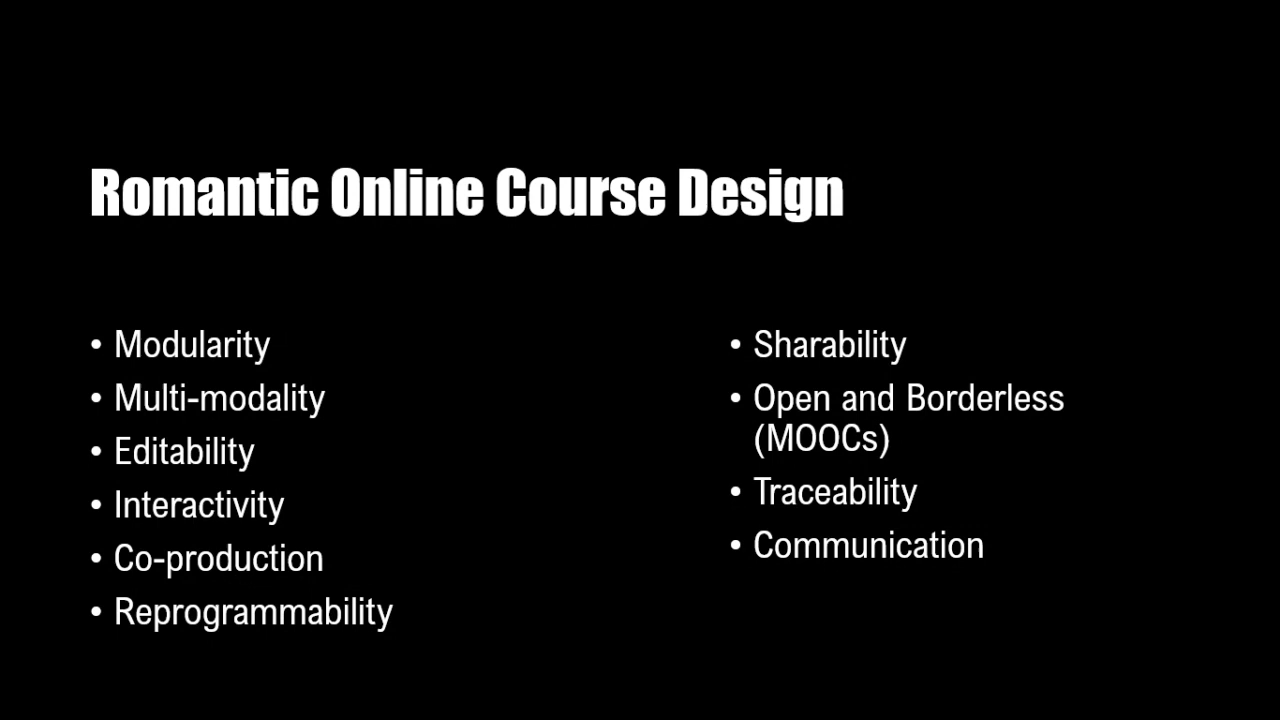 Romantic Online Course Design
• Modularity
• Multi-modality
• Editability
• Interactivity
• Co-production
• Reprogrammability
• Sharability
• Open and Borderless
(MOOCs)
• Traceability
• Communication